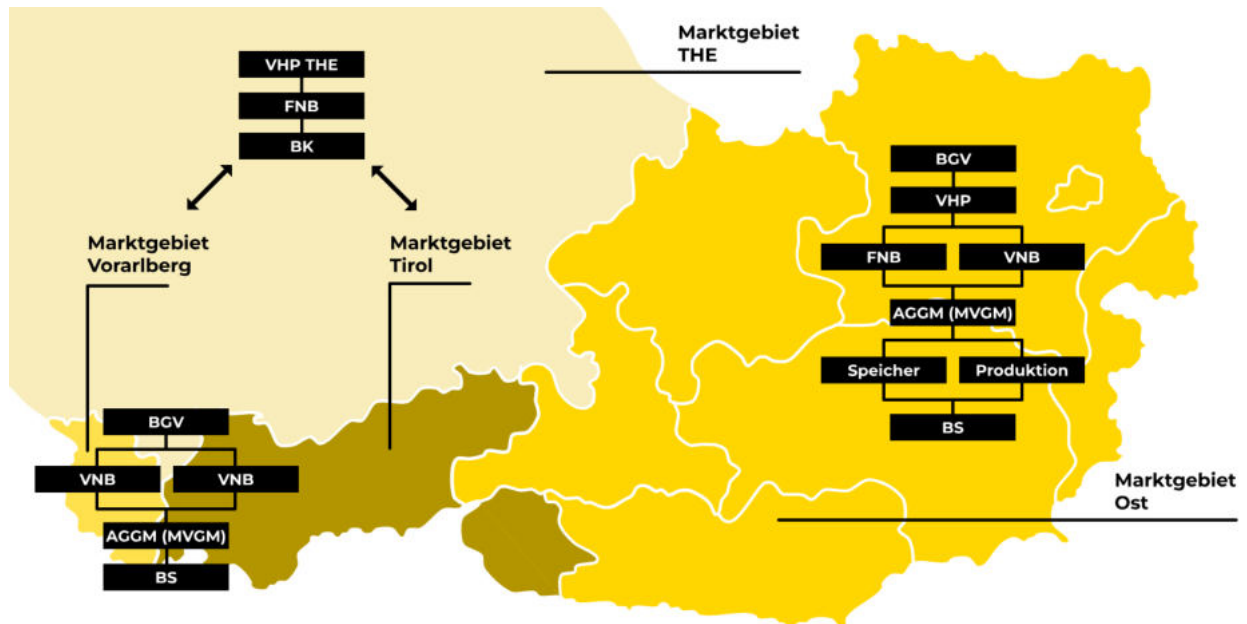 Marktgebiet
THE
VHP THE
FNB
BK
Marktgebiet
Vorarlberg
Marktgebiet
Tirol
BGV
VHP
FNB
VNB
AGGM (MVGM)
Speicher
Produktion
BS
BGV
VNB
VNB
AGGM (MVGM)
BS
Marktgebiet
Ost